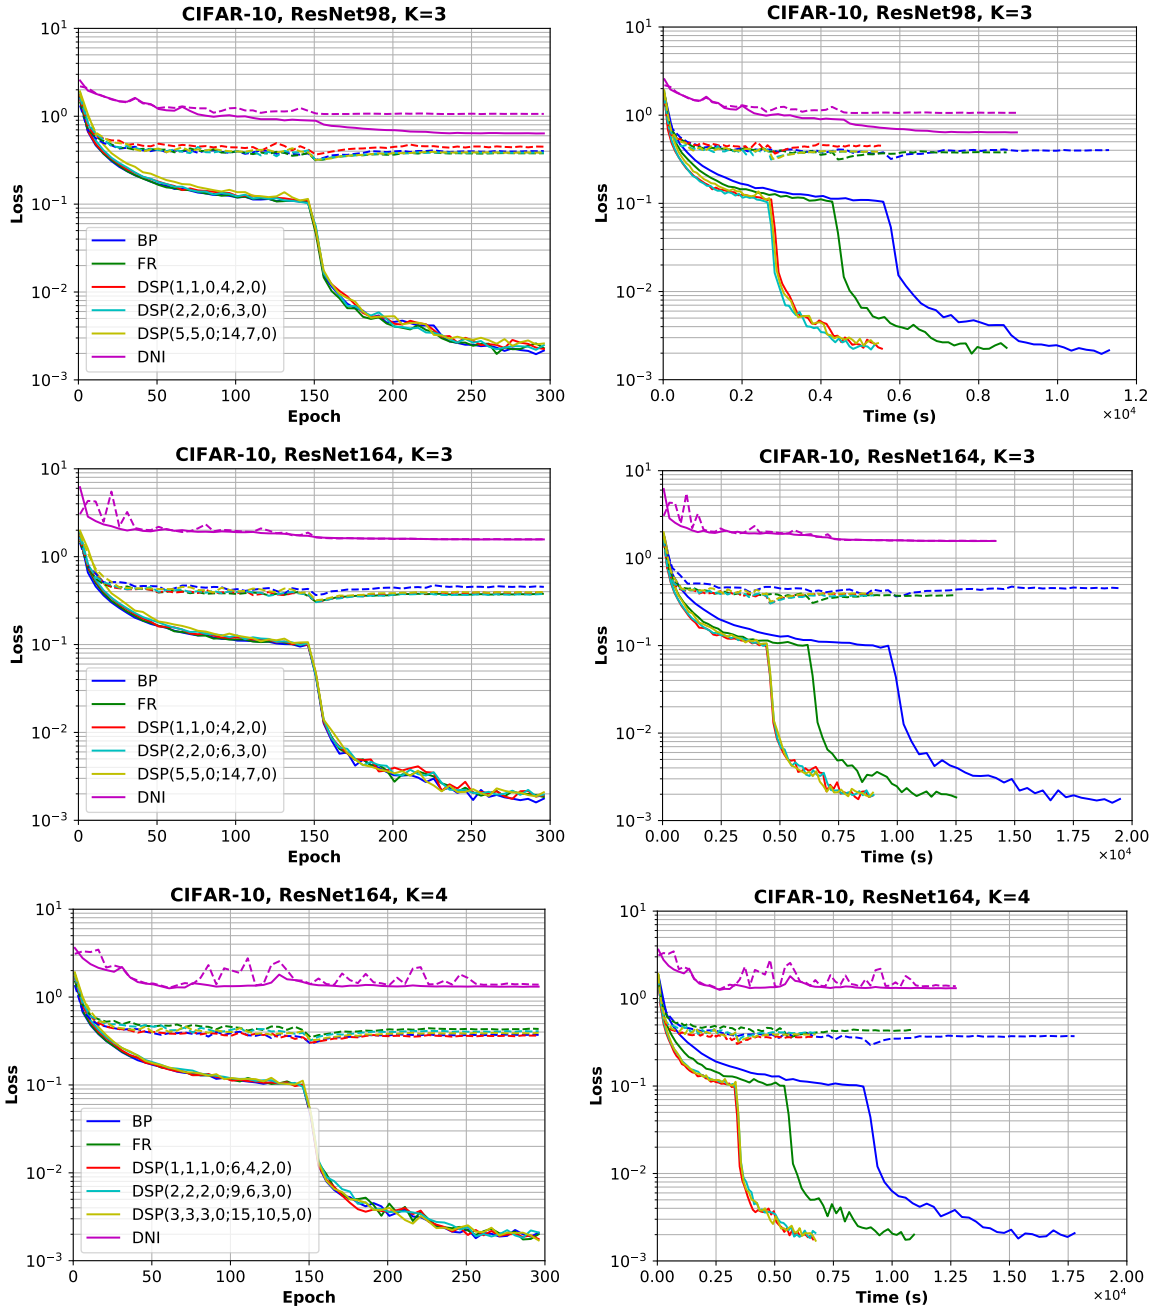 CIFAR-10, ResNet98, K=3
10^1
10^0
10^−1
10^−2
10^−3
Loss
BP
FR
DSP(1,1,0,4,2,0)
DSP(2,2,0;6,3,0)
DSP(5,5,0;14,7,0)
DNI
0 50 100 150 200 250 300
Epoch
CIFAR-10, ResNet98, K=3
10^1
10^0
10^−1
10^−2
10^−3
Loss
0.0 0.2 0.4 0.6 0.8 1.0 1.2
Time (s)
×10^4
CIFAR-10, ResNet164, K=3
10^1
10^0
10^−1
10^−2
10^−3
Loss
BP
FR
DSP(1,1,0;4,2,0)
DSP(2,2,0;6,3,0)
DSP(5,5,0;14,7,0)
DNI
0 50 100 150 200 250 300
Epoch
CIFAR-10, ResNet164, K=3
10^1
10^0
10^−1
10^−2
10^−3
Loss
0.00 0.25 0.50 0.75 1.00 1.25 1.50 1.75 2.00
Time (s)
×10^4
CIFAR-10, ResNet164, K=4
10^1
10^0
10^−1
10^−2
10^−3
Loss
BP
FR
DSP(1,1,1,0;6,4,2,0)
DSP(2,2,2,0;9,6,3,0)
DSP(3,3,3,0;15,10,5,0)
DNI
0 50 100 150 200 250 300
Epoch
CIFAR-10, ResNet164, K=4
10^1
10^0
10^−1
10^−2
10^−3
Loss
0.00 0.25 0.50 0.75 1.00 1.25 1.50 1.75 2.00
Time (s)
×10^4